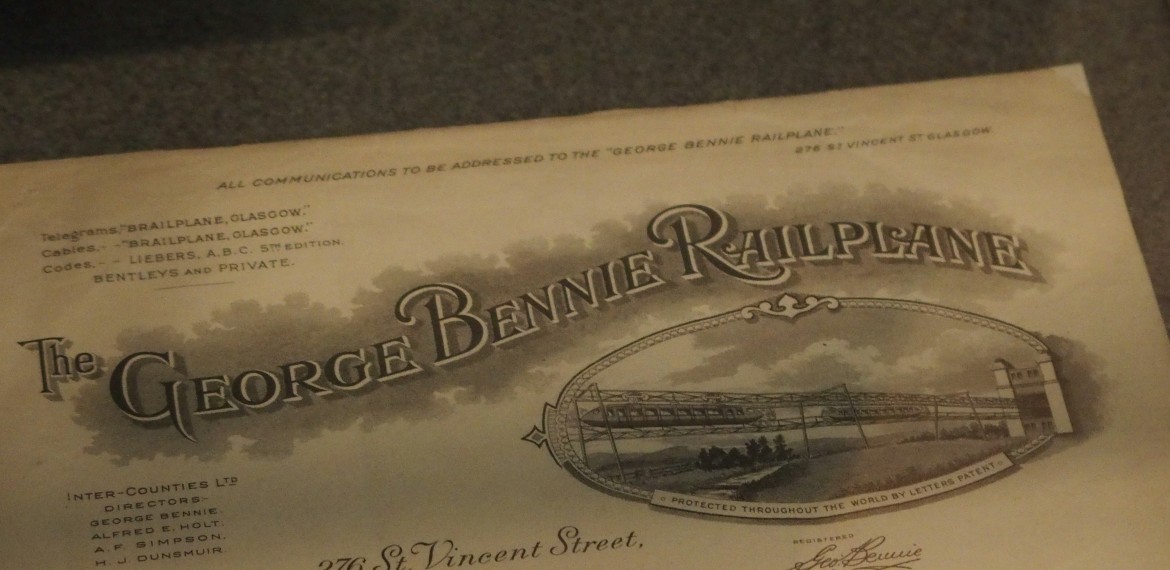 ALL COMMUNICATIONS TO BE ADDRESSED TO THE "GEORGE BENNIE RAILPLANE."
276 ST VINCENT ST GLASGOW.
Telegrams, "BRAILPLANE, GLASGOW."
Cables. - - "BRAILPLANE, GLASGOW."
Codes, - - LIEBERS, A.B.C. 5TH EDITION.
BENTLEYS AND PRIVATE.
The GEORGE BENNIE RAILPLANE
PROTECTED THROUGHOUT THE WORLD BY LETTERS PATENT
INTER-COUNTIES LTD
DIRECTORS:-
GEORGE BENNIE.
ALFRED E. HOLT.
A. F. SIMPSON.
H. J. DUNSMUIR.
276 St. Vincent Street,
REGISTERED
Geo. Bennie